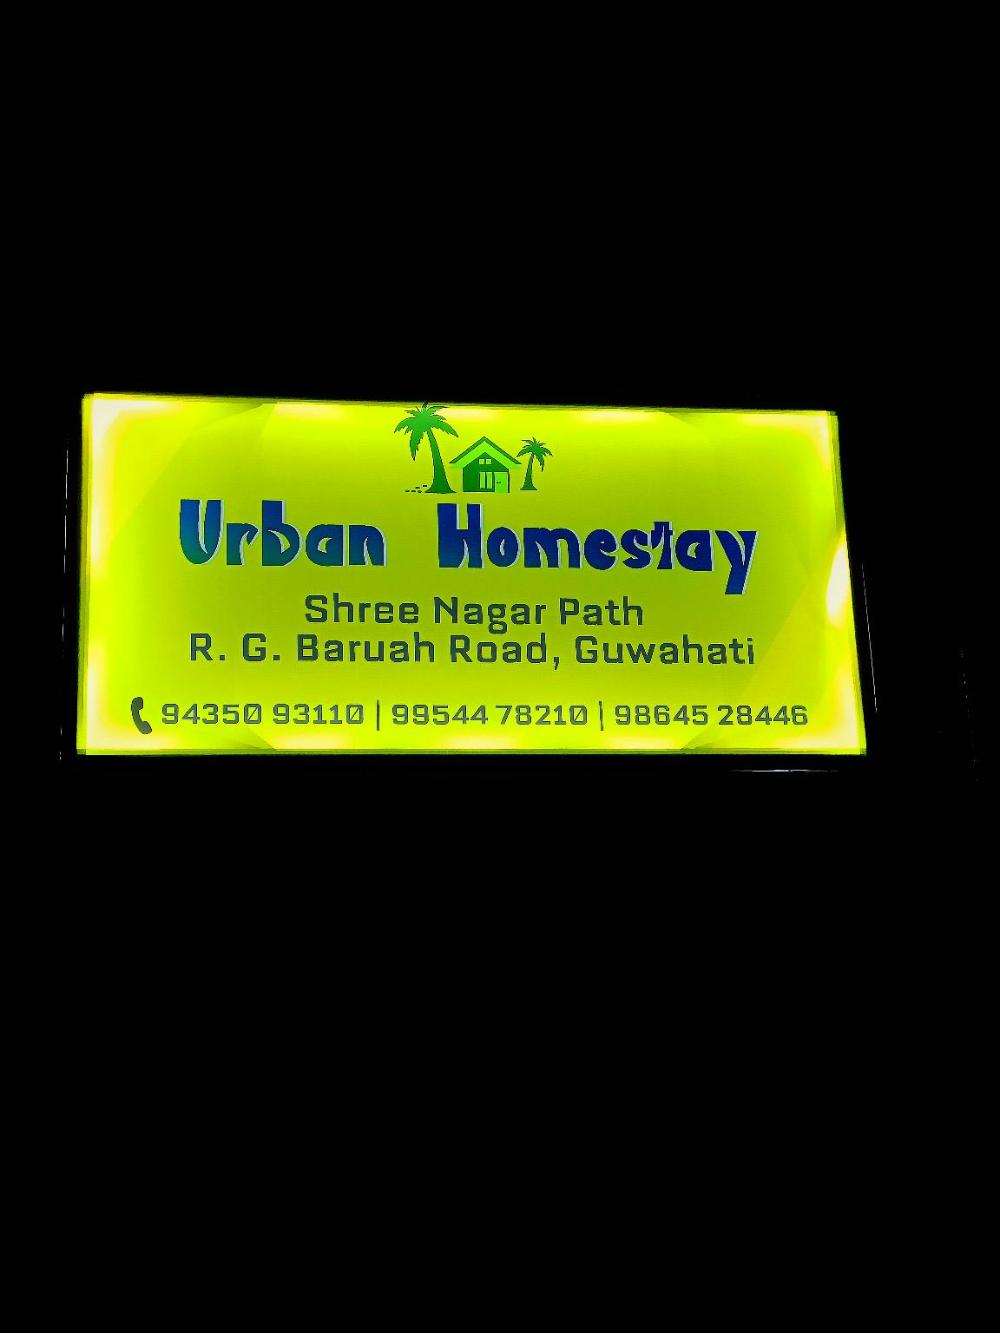 Urban Homestay
Shree Nagar Path
R. G. Baruah Road, Guwahati
94350 93110 | 99544 78210 | 98645 28446